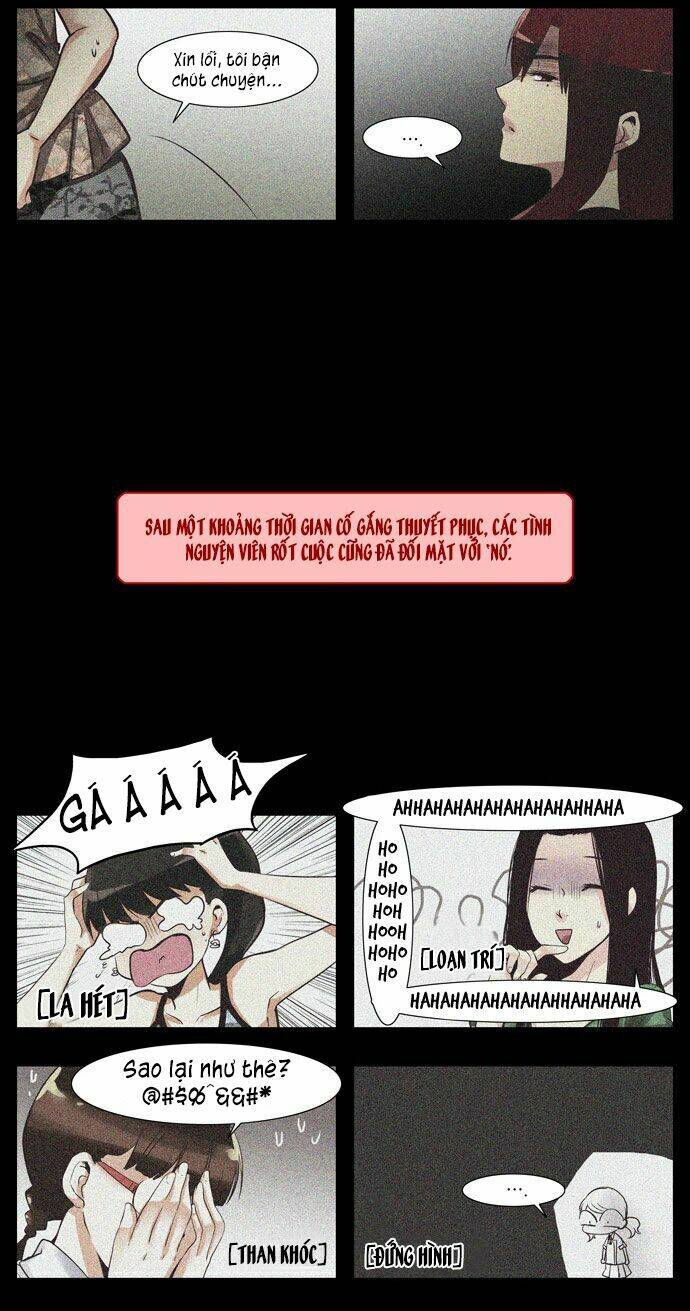 Xin lỗi, tôi bận
chút chuyện...
....
SAU MỘT KHOẢNG THỜI GIAN CỐ GẮNG THUYẾT PHỤC, CÁC TÌNH
NGUYỆN VIÊN RỐT CUỘC CŨNG ĐÃ ĐỐI MẶT VỚI 'NÓ'.
GÁ Á Á Á Á
[LA HÉT]
AHHAHAHAHAHAHAHAHAHHAHA
HO
HO
HOHO
HOH
HOOH
HOHO
HO
[LOẠN TRÍ]
HAHAHAHAHAHAHAHHAHAHAHA
Sao lại như thê?
@#$%^&&#*
[THAN KHÓC]
....
[ĐỨNG HÌNH]